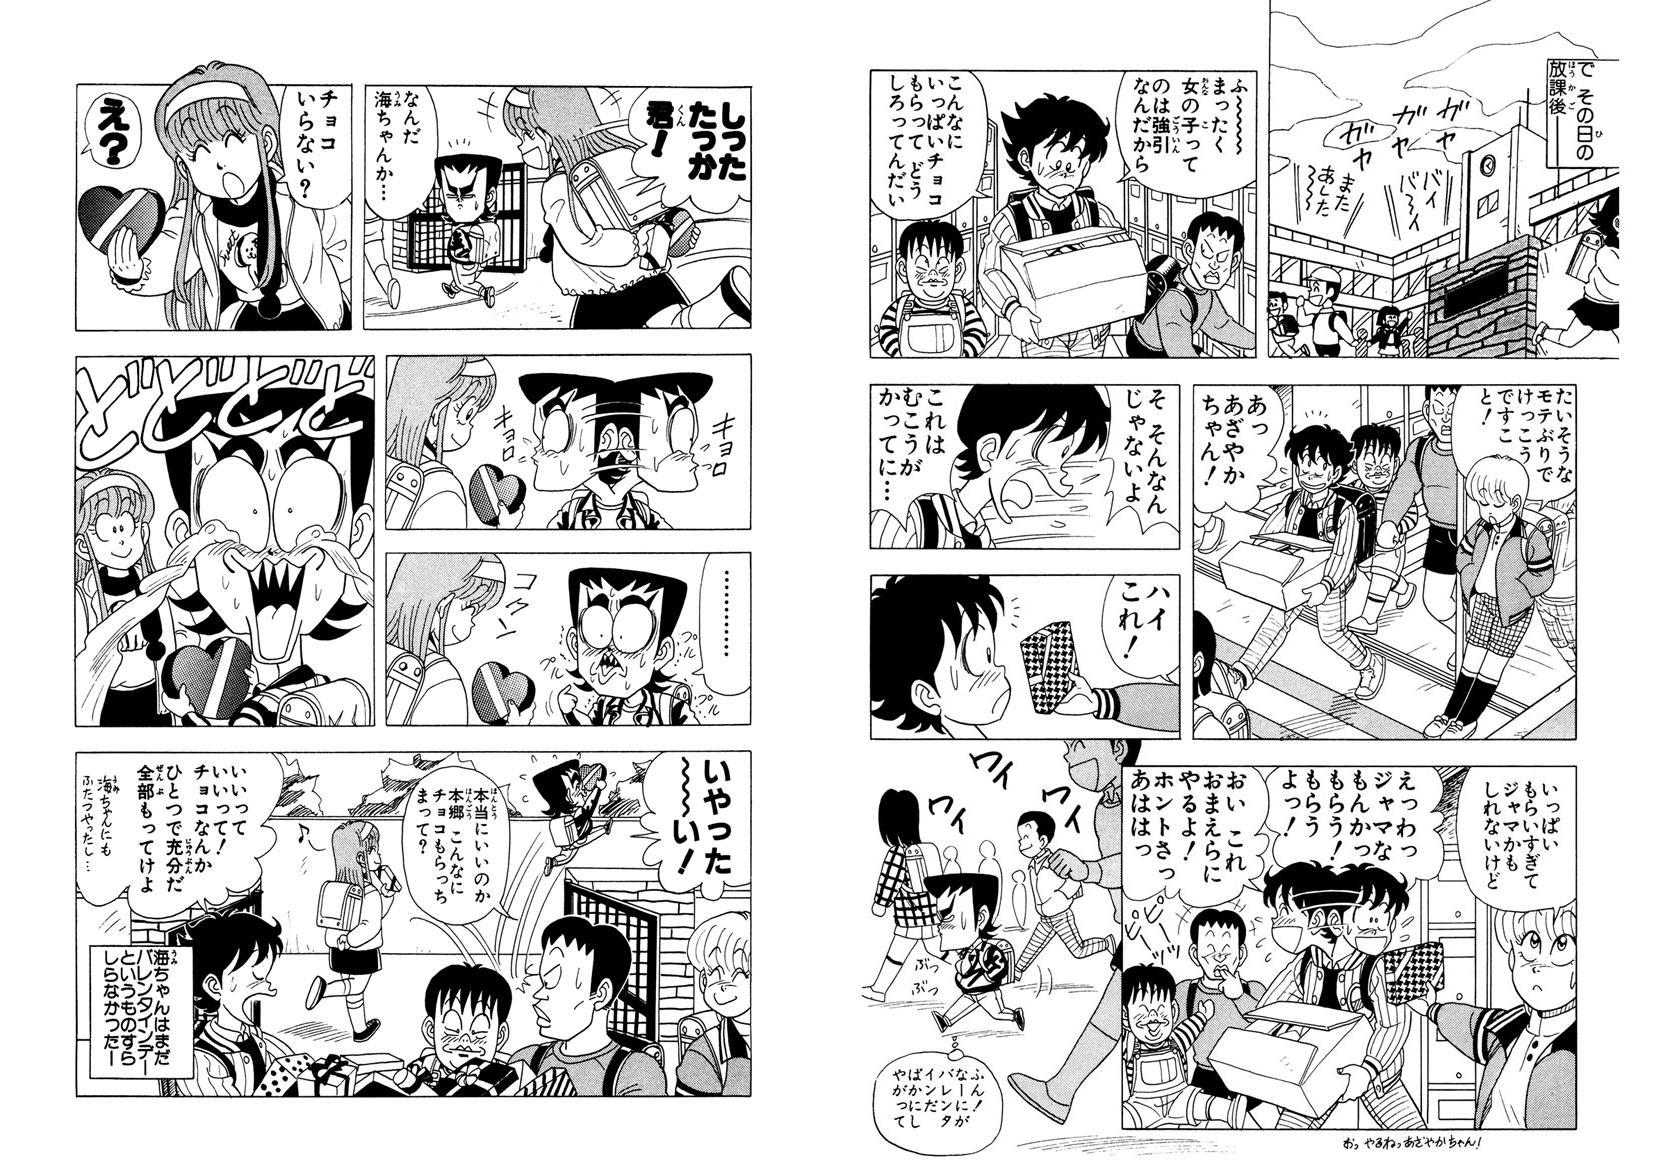 で その日の
放課後――
ガヤ
ガヤ
ガヤ
バイ
バ〜イ
また
あした
〜〜
ふ〜〜〜〜
まったく
女の子って
のは強引
なんだから
こんなに
いっぱいチョコ
もらって どう
しろってんだい
たいそうな
モテぶりで
けっこう
ですこ
と!
あっ
あざやか
ちゃん!
そ そんなん
じゃないよ
これは
むこうが
かってに…
ハイ
これ!
いっぱい
もらいすぎて
ジャマかも
しれないけど
えっわっ
ジャマな
もんかっ
もらう!
もらう
よっ!
おい これ
おまえらに
やるよ!
ホントさっ
あははっ
ピーピーッ
おっ やるねっあざやかちゃん!
ワイ
ワイ
ワイ
ぶっ
ぶっ
ふん!
なーにが
バレンタ
インだ し
ばかつて
やがっ
しった
たっか
君!
なんだ
海ちゃんか…
チョコ
いらない?
え?
キョロ
キョロ
…………
コクン
どどどど
いやった
〜〜い!
本当にいいのか
本郷 こんなに
チョコもらっち
まって?
いいって
いいって!
チョコなんか
ひとつで充分だ
全部もってけよ
海ちゃんにも
ふたつやったし…
海ちゃんはまだ
バレンタインデー
というものすら
しらなかったー